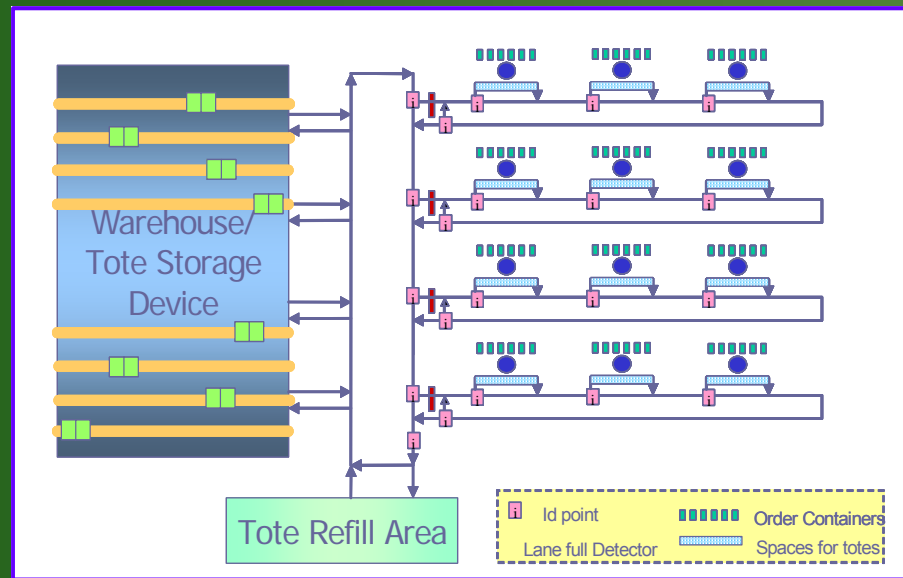 Warehouse/
Tote Storage
Device
Tote Refill Area
i Id point
Order Containers
Lane full Detector
Spaces for totes